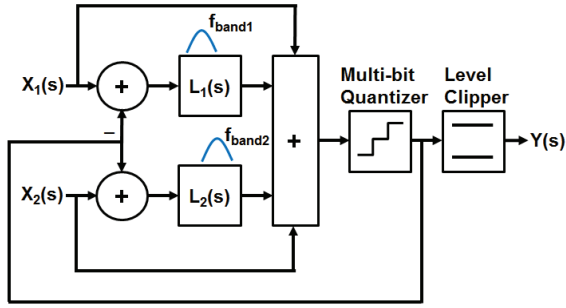 f_band1
X₁(s)
+
L₁(s)
Multi-bit
Quantizer
Level
Clipper
–
+
Y(s)
f_band2
X₂(s)
+
L₂(s)